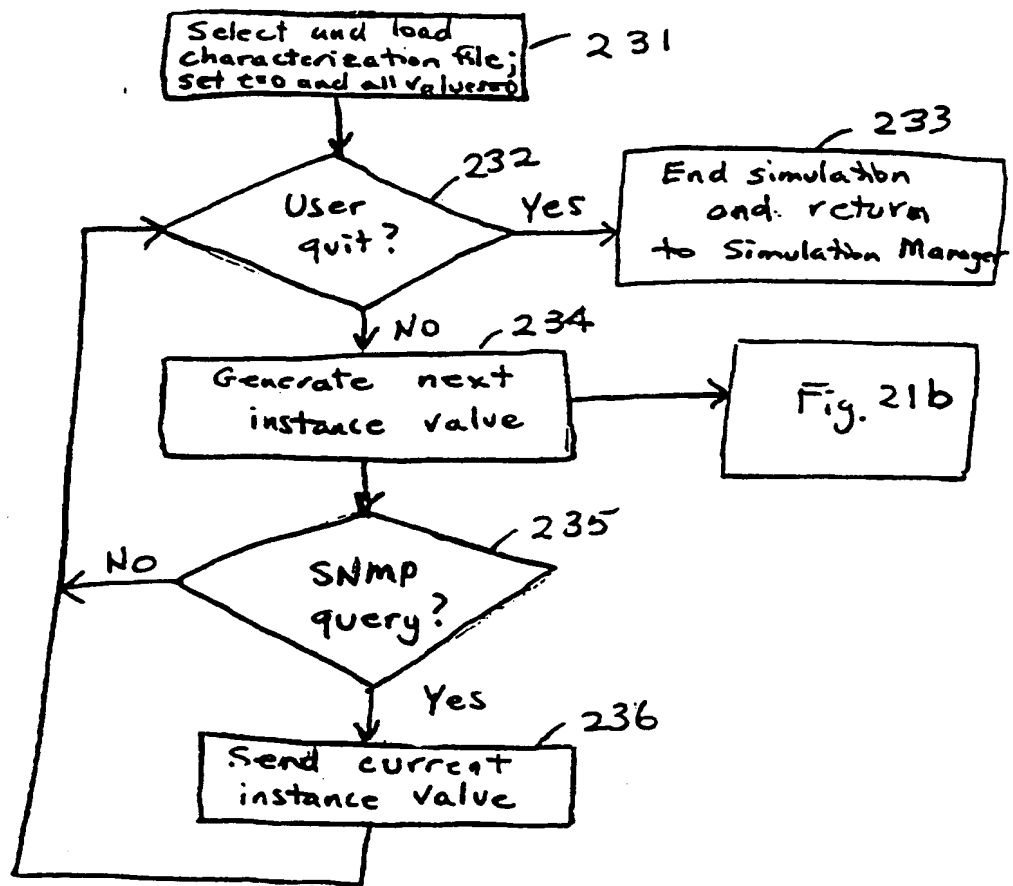 Select and load
characterization file;
set t=0 and all values=0
231
232
User
quit?
Yes
233
End simulation
and return
to Simulation Manager
NO
234
Generate next
instance value
Fig. 21b
235
SNMP
query?
NO
Yes
236
Send current
instance value